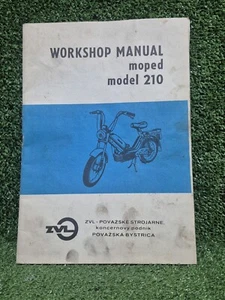 WORKSHOP MANUAL
moped
model 210
ZVL
ZVL - POVAŽSKÉ STROJÁRNE
koncernový podnik
POVAŽSKÁ BYSTRICA